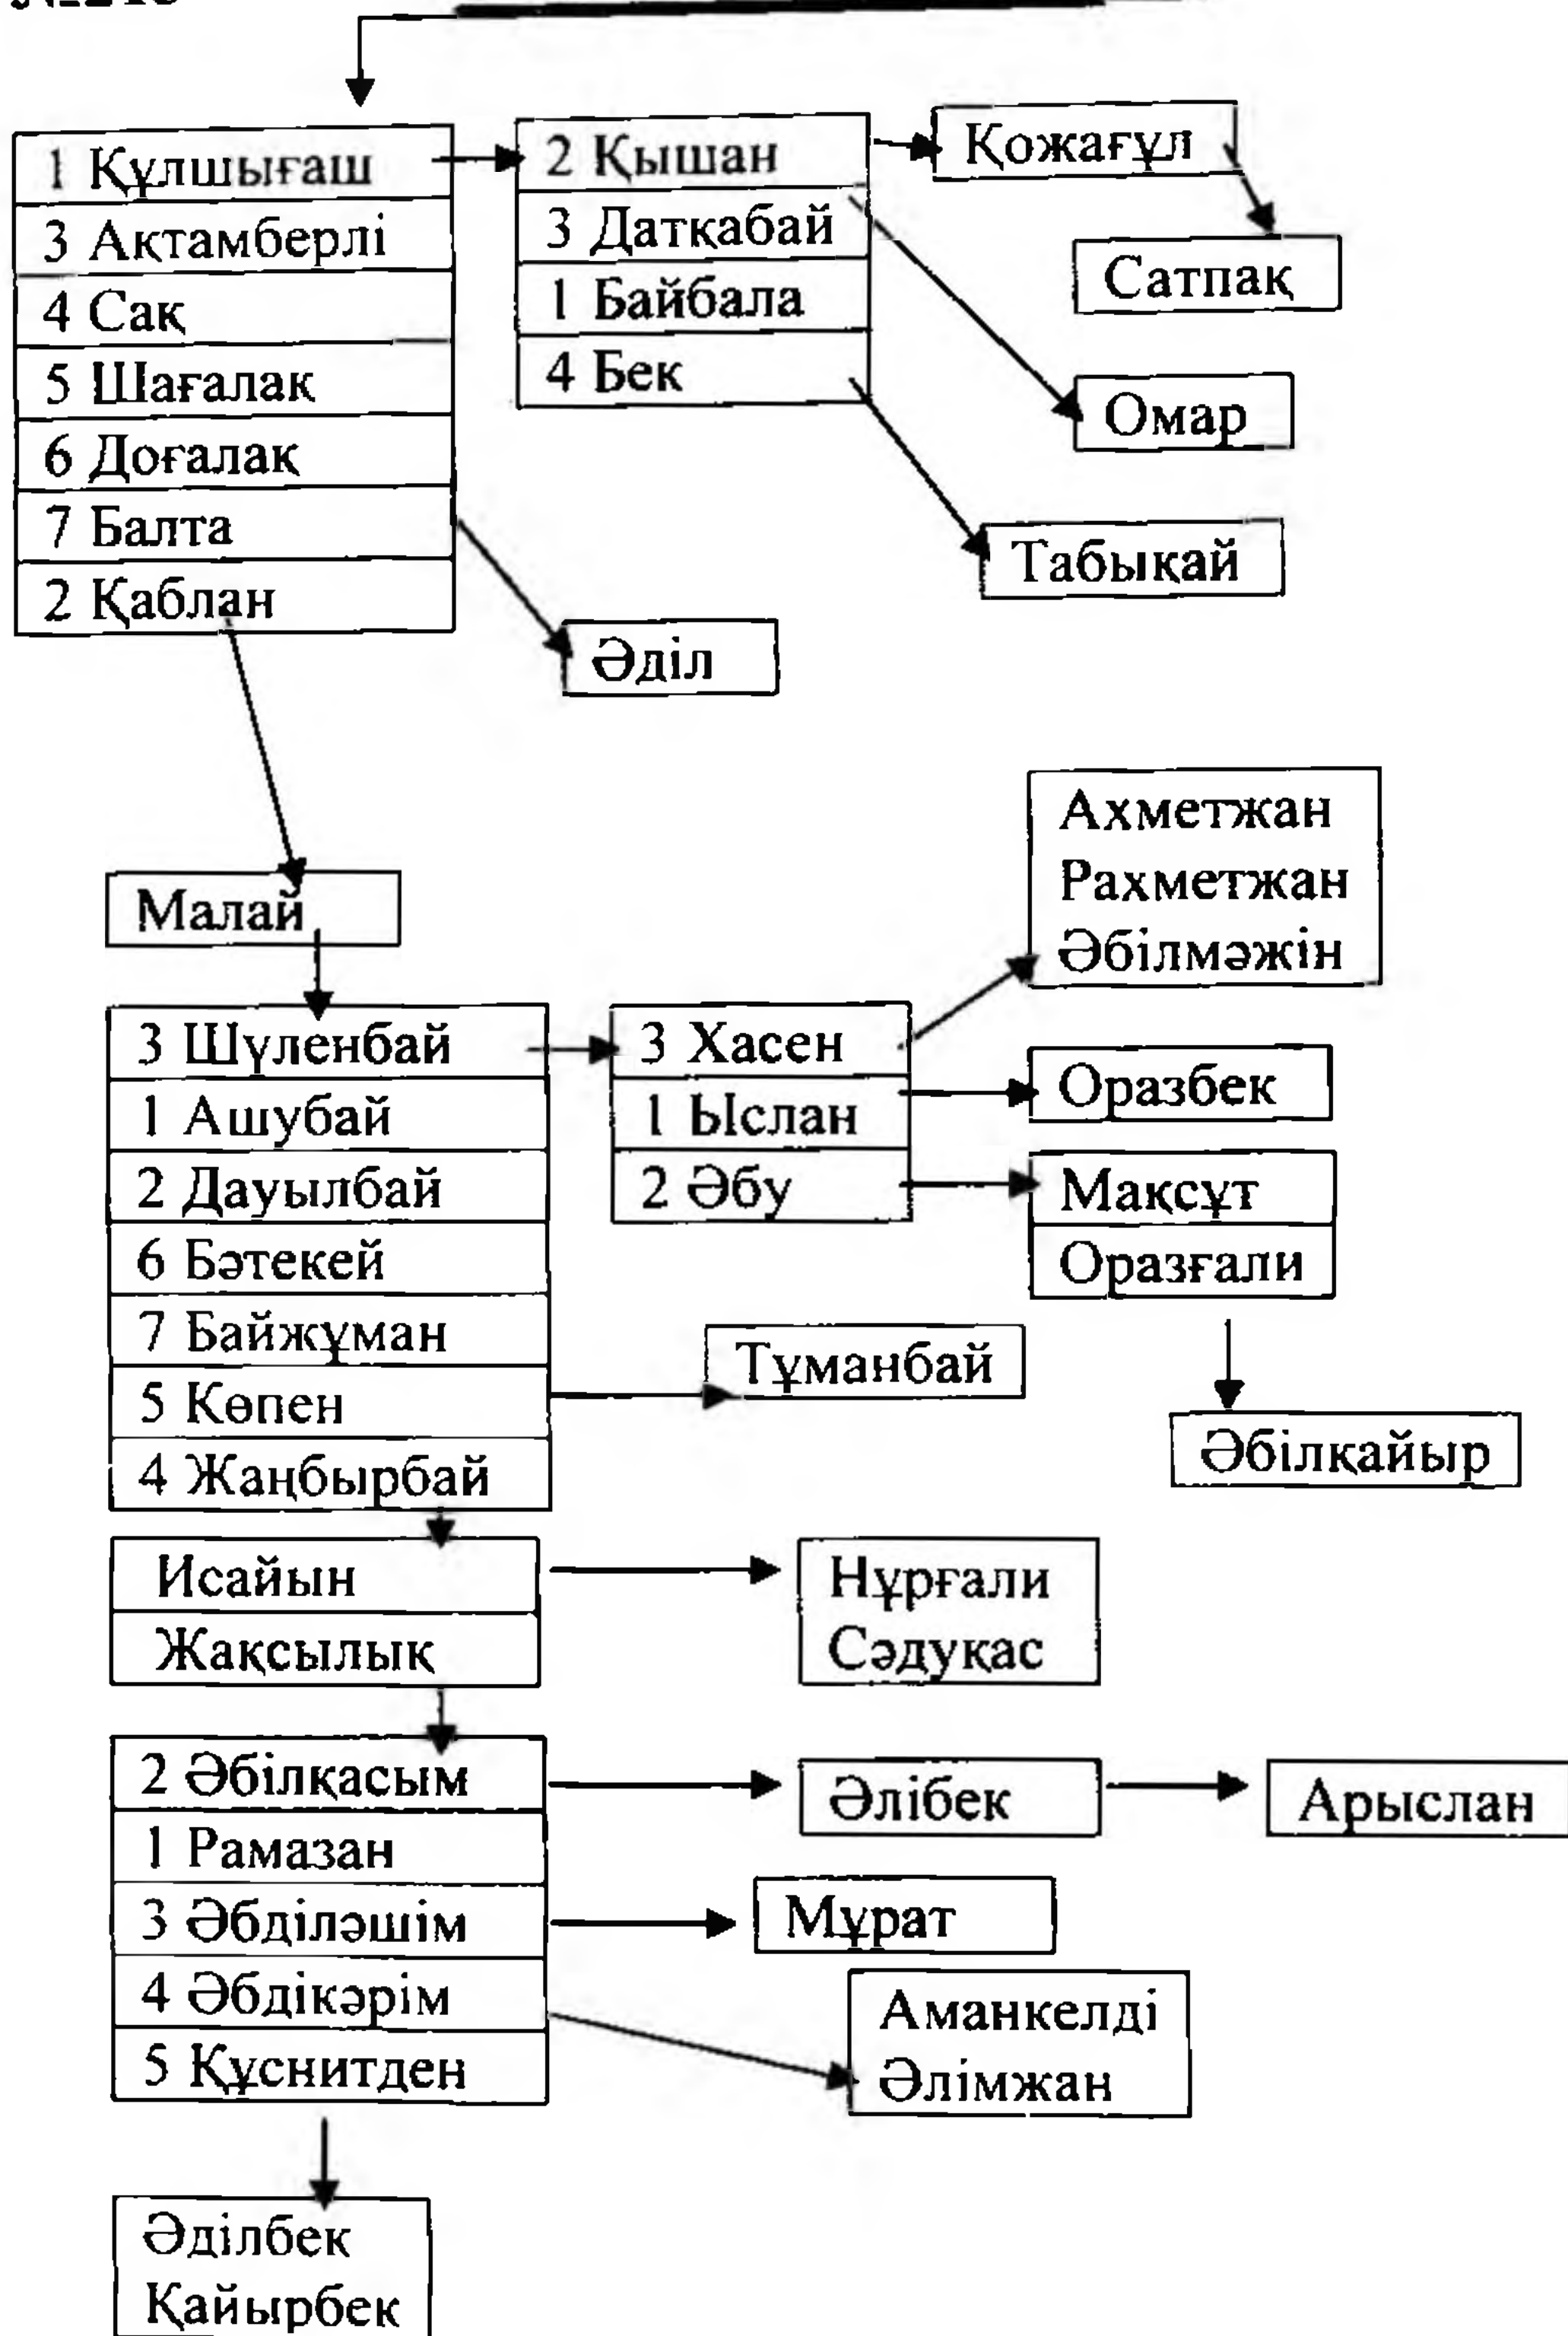 1 Құлшығаш
3 Ақтамберлі
4 Сақ
5 Шағалақ
6 Доғалақ
7 Балта
2 Қаблан
2 Қышан
3 Датқабай
1 Байбала
4 Бек
Қожағұл
Сатпақ
Омар
Табықай
Әділ
Малай
Ахметжан
Рахметжан
Әбілмәжін
3 Шүленбай
1 Ашубай
2 Дауылбай
6 Бәтекей
7 Байжұман
5 Көпен
4 Жаңбырбай
3 Хасен
1 Ыслан
2 Әбу
Оразбек
Мақсұт
Оразғали
Тұманбай
Әбілқайыр
Исайын
Жақсылық
Нұрғали
Сәдуқас
2 Әбілқасым
1 Рамазан
3 Әбділәшім
4 Әбдікәрім
5 Құснитден
Әлібек
Арыслан
Мұрат
Аманкелді
Әлімжан
Әділбек
Қайырбек